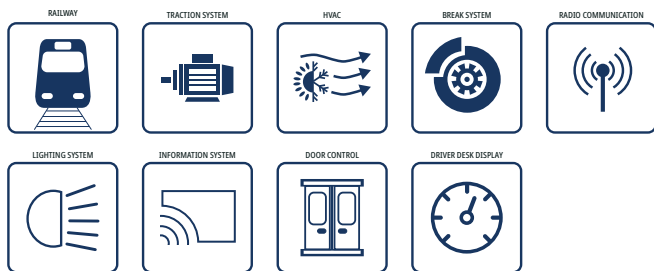 RAILWAY
TRACTION SYSTEM
HVAC
BREAK SYSTEM
RADIO COMMUNICATION
LIGHTING SYSTEM
INFORMATION SYSTEM
DOOR CONTROL
DRIVER DESK DISPLAY